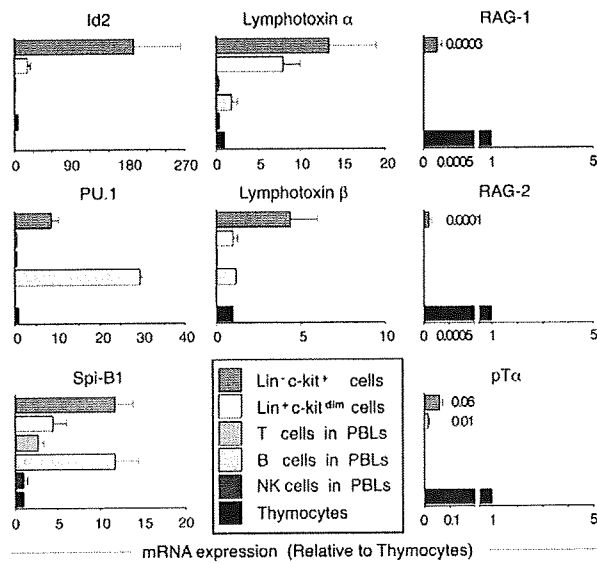 Id2
Lymphotoxin α
RAG-1
0.0003
0 90 180 270
0 5 10 15 20
0 0.0005 1 5
PU.1
Lymphotoxin β
RAG-2
0.0001
0 10 20 30 40
0 5 10
0 0.0005 1 5
Spi-B1
pTα
Lin⁻c-kit⁺ cells
Lin⁺c-kit dim cells
T cells in PBLs
B cells in PBLs
NK cells in PBLs
Thymocytes
0.06
0.01
0 5 10 15 20
0 0.1 1 5
mRNA expression (Relative to Thymocytes)